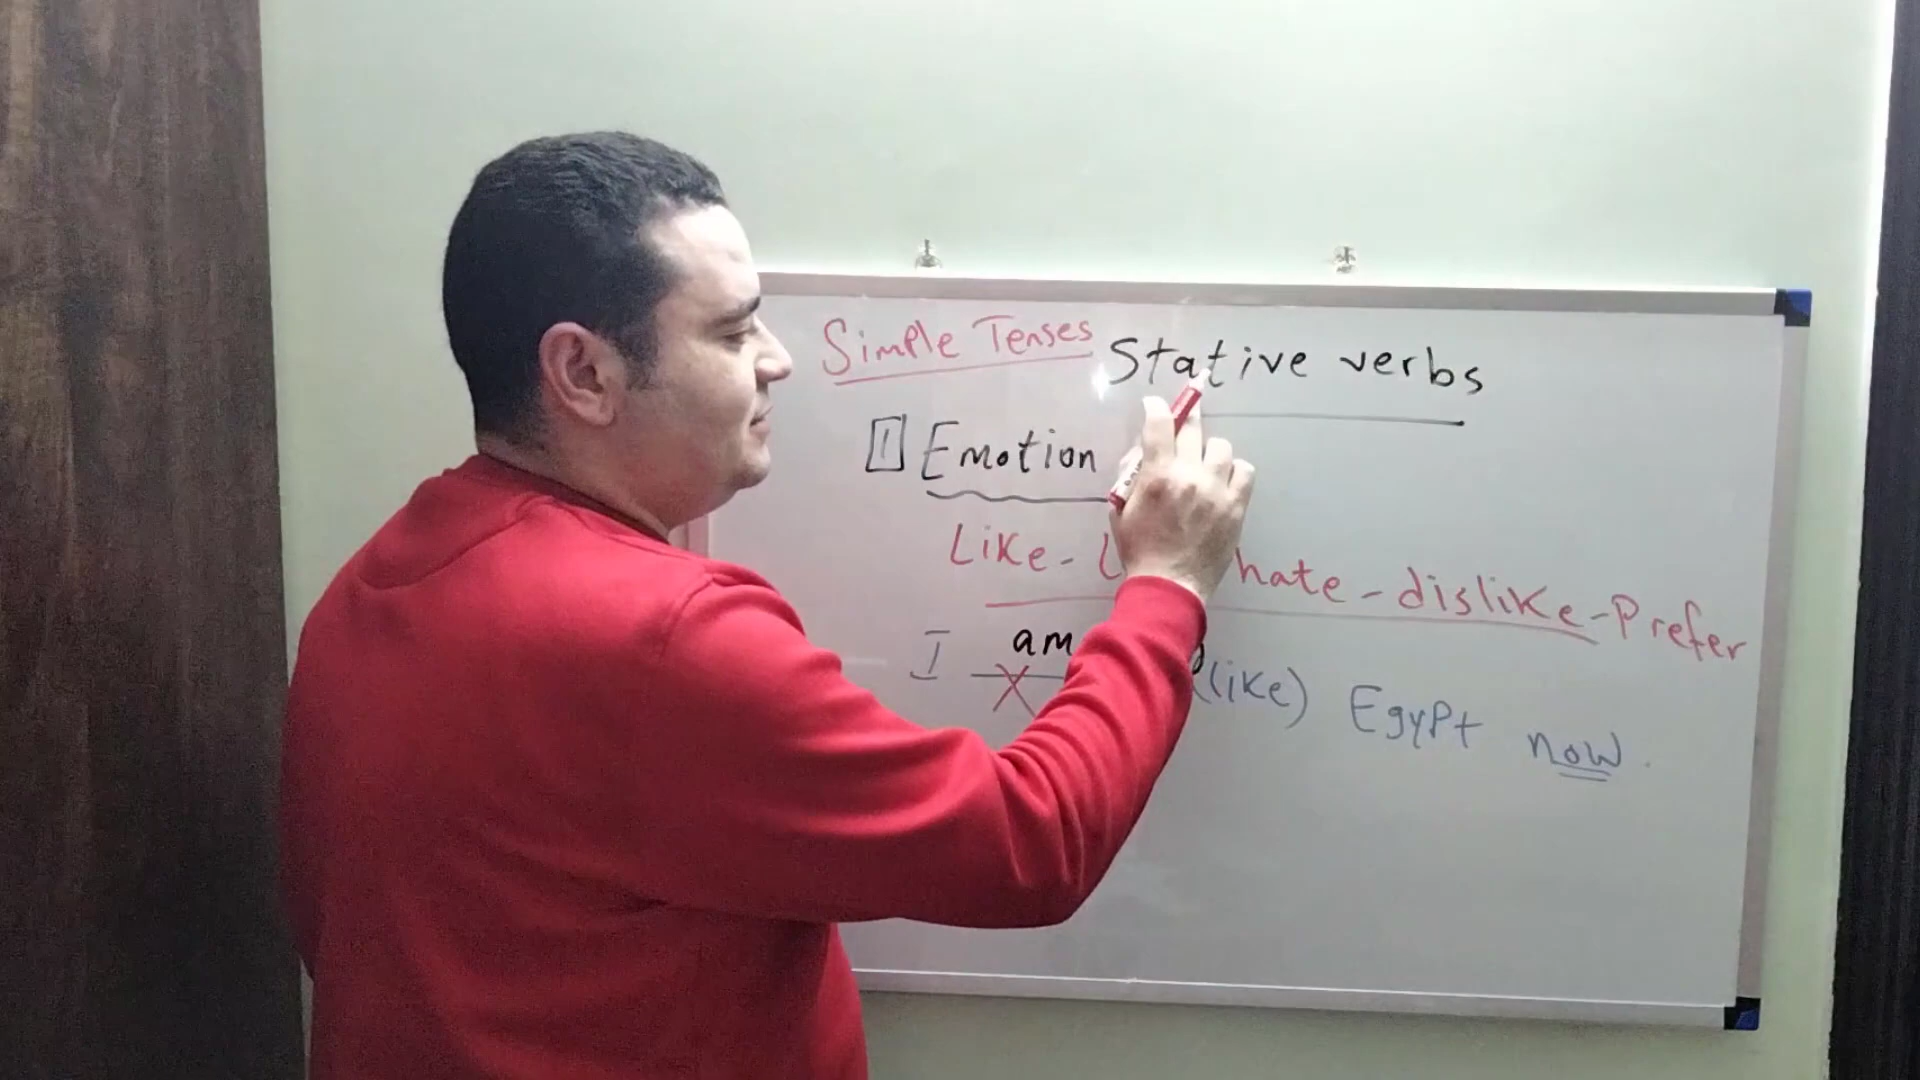 Simple Tenses
Stative verbs
1 Emotion
Like - hate - dislike - Prefer
I am (like) Egypt now.